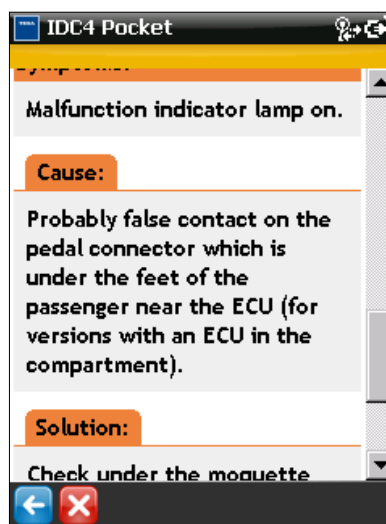 TEXA IDC4 Pocket
Symptoms:
Malfunction indicator lamp on.
Cause:
Probably false contact on the
pedal connector which is
under the feet of the
passenger near the ECU (for
versions with an ECU in the
compartment).
Solution:
Check under the moquette